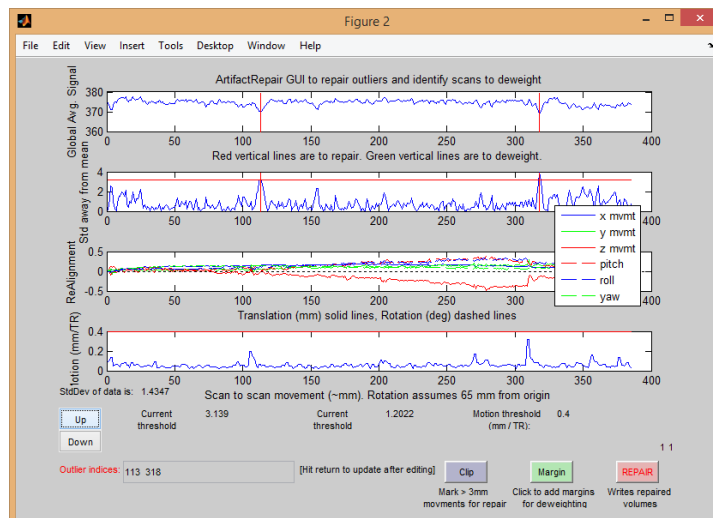 Figure 2
File Edit View Insert Tools Desktop Window Help
ArtifactRepair GUI to repair outliers and identify scans to deweight
Global Avg. Signal
380
370
360
0 50 100 150 200 250 300 350 400
Red vertical lines are to repair. Green vertical lines are to deweight.
Std away from mean
4
2
0
0 50 100 150 200 250 300 350 400
x mvmt
y mvmt
z mvmt
pitch
roll
yaw
ReAlignment
0.5
0
-0.5
0 50 100 150 200 250 300
Translation (mm) solid lines, Rotation (deg) dashed lines
otion (mm/TR)
0.4
0.2
0
0 50 100 150 200 250 300 350 400
Scan to scan movement (~mm). Rotation assumes 65 mm from origin
StdDev of data is: 1.4347
Up
Down
Current threshold 3.139
Current threshold 1.2022
Motion threshold (mm / TR): 0.4
1 1
Outlier indices: 113 318 [Hit return to update after editing]
Clip Margin REPAIR
Mark > 3mm movments for repair
Click to add margins for deweighting
Writes repaired volumes